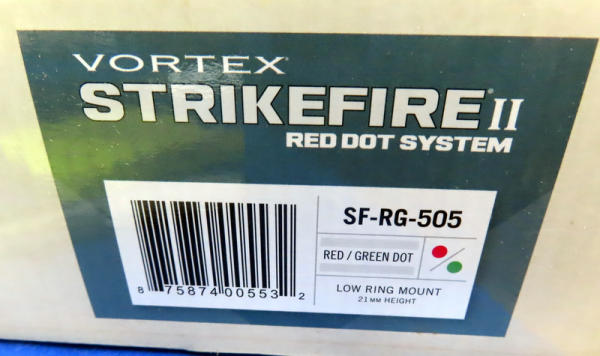 VORTEX
STRIKEFIRE II
RED DOT SYSTEM
SF-RG-505
RED / GREEN DOT
LOW RING MOUNT
21 MM HEIGHT
8 75874 00553 2